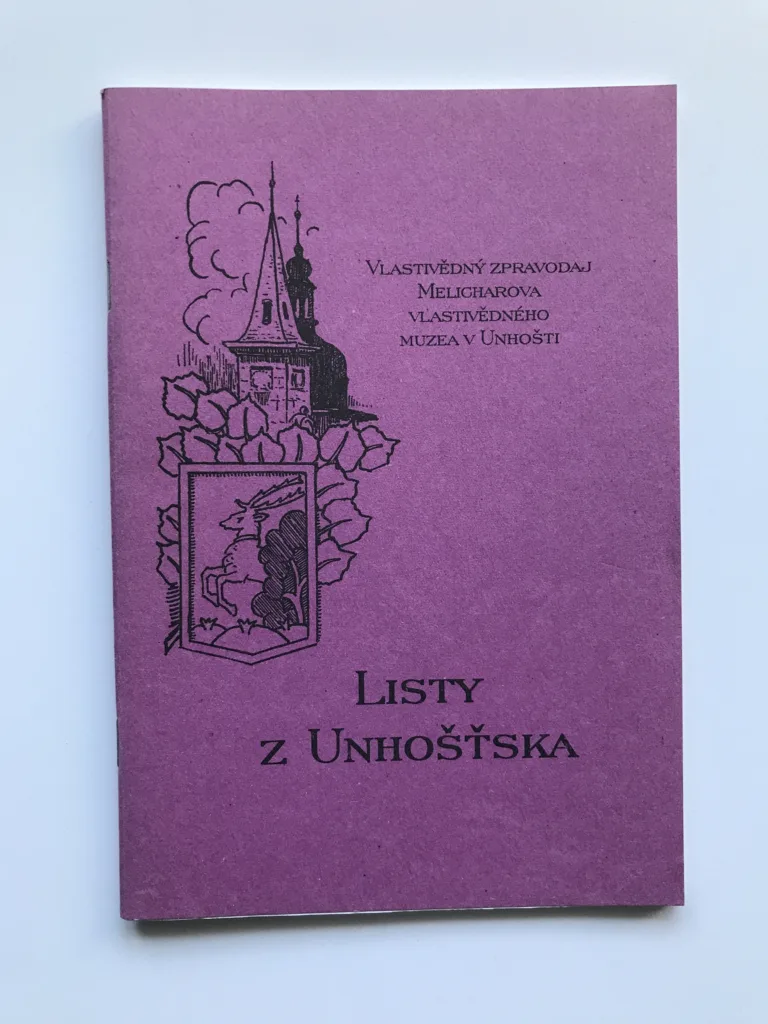 Vlastivědný zpravodaj
Melicharova
vlastivědného
muzea v Unhošti
Listy
z Unhošťska